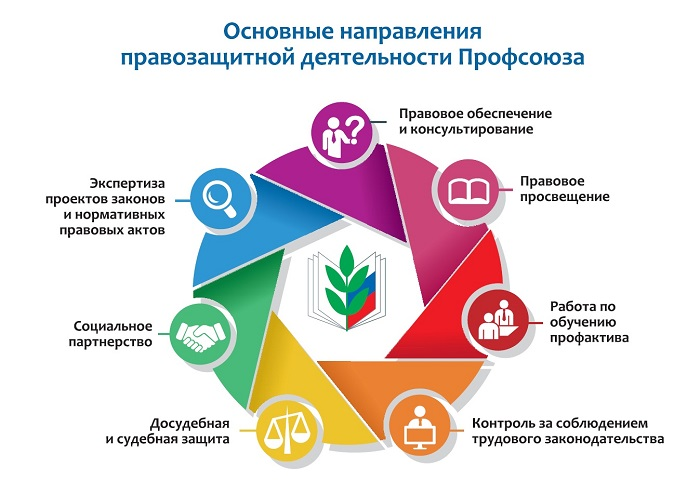 Основные направления
правозащитной деятельности Профсоюза
Правовое обеспечение
и консультирование
Правовое
просвещение
Работа по
обучению
профактива
Контроль за соблюдением
трудового законодательства
Досудебная
и судебная защита
Социальное
партнерство
Экспертиза
проектов законов
и нормативных
правовых актов